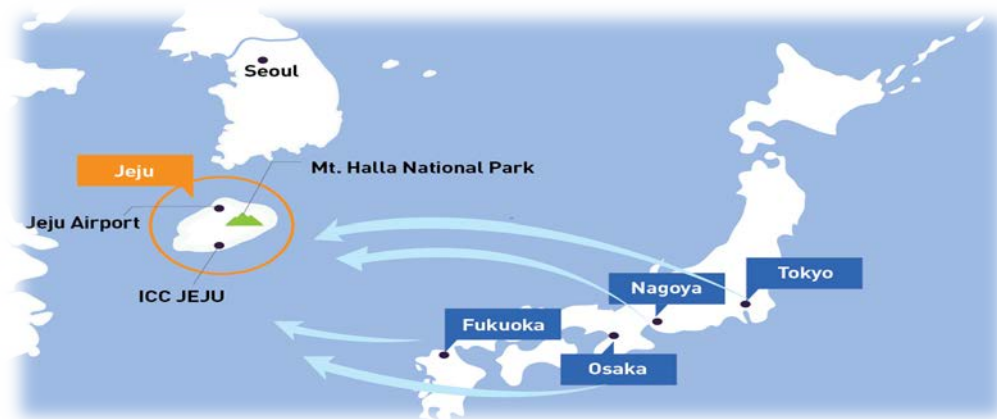 Seoul
Jeju
Mt. Halla National Park
Jeju Airport
ICC JEJU
Tokyo
Nagoya
Fukuoka
Osaka